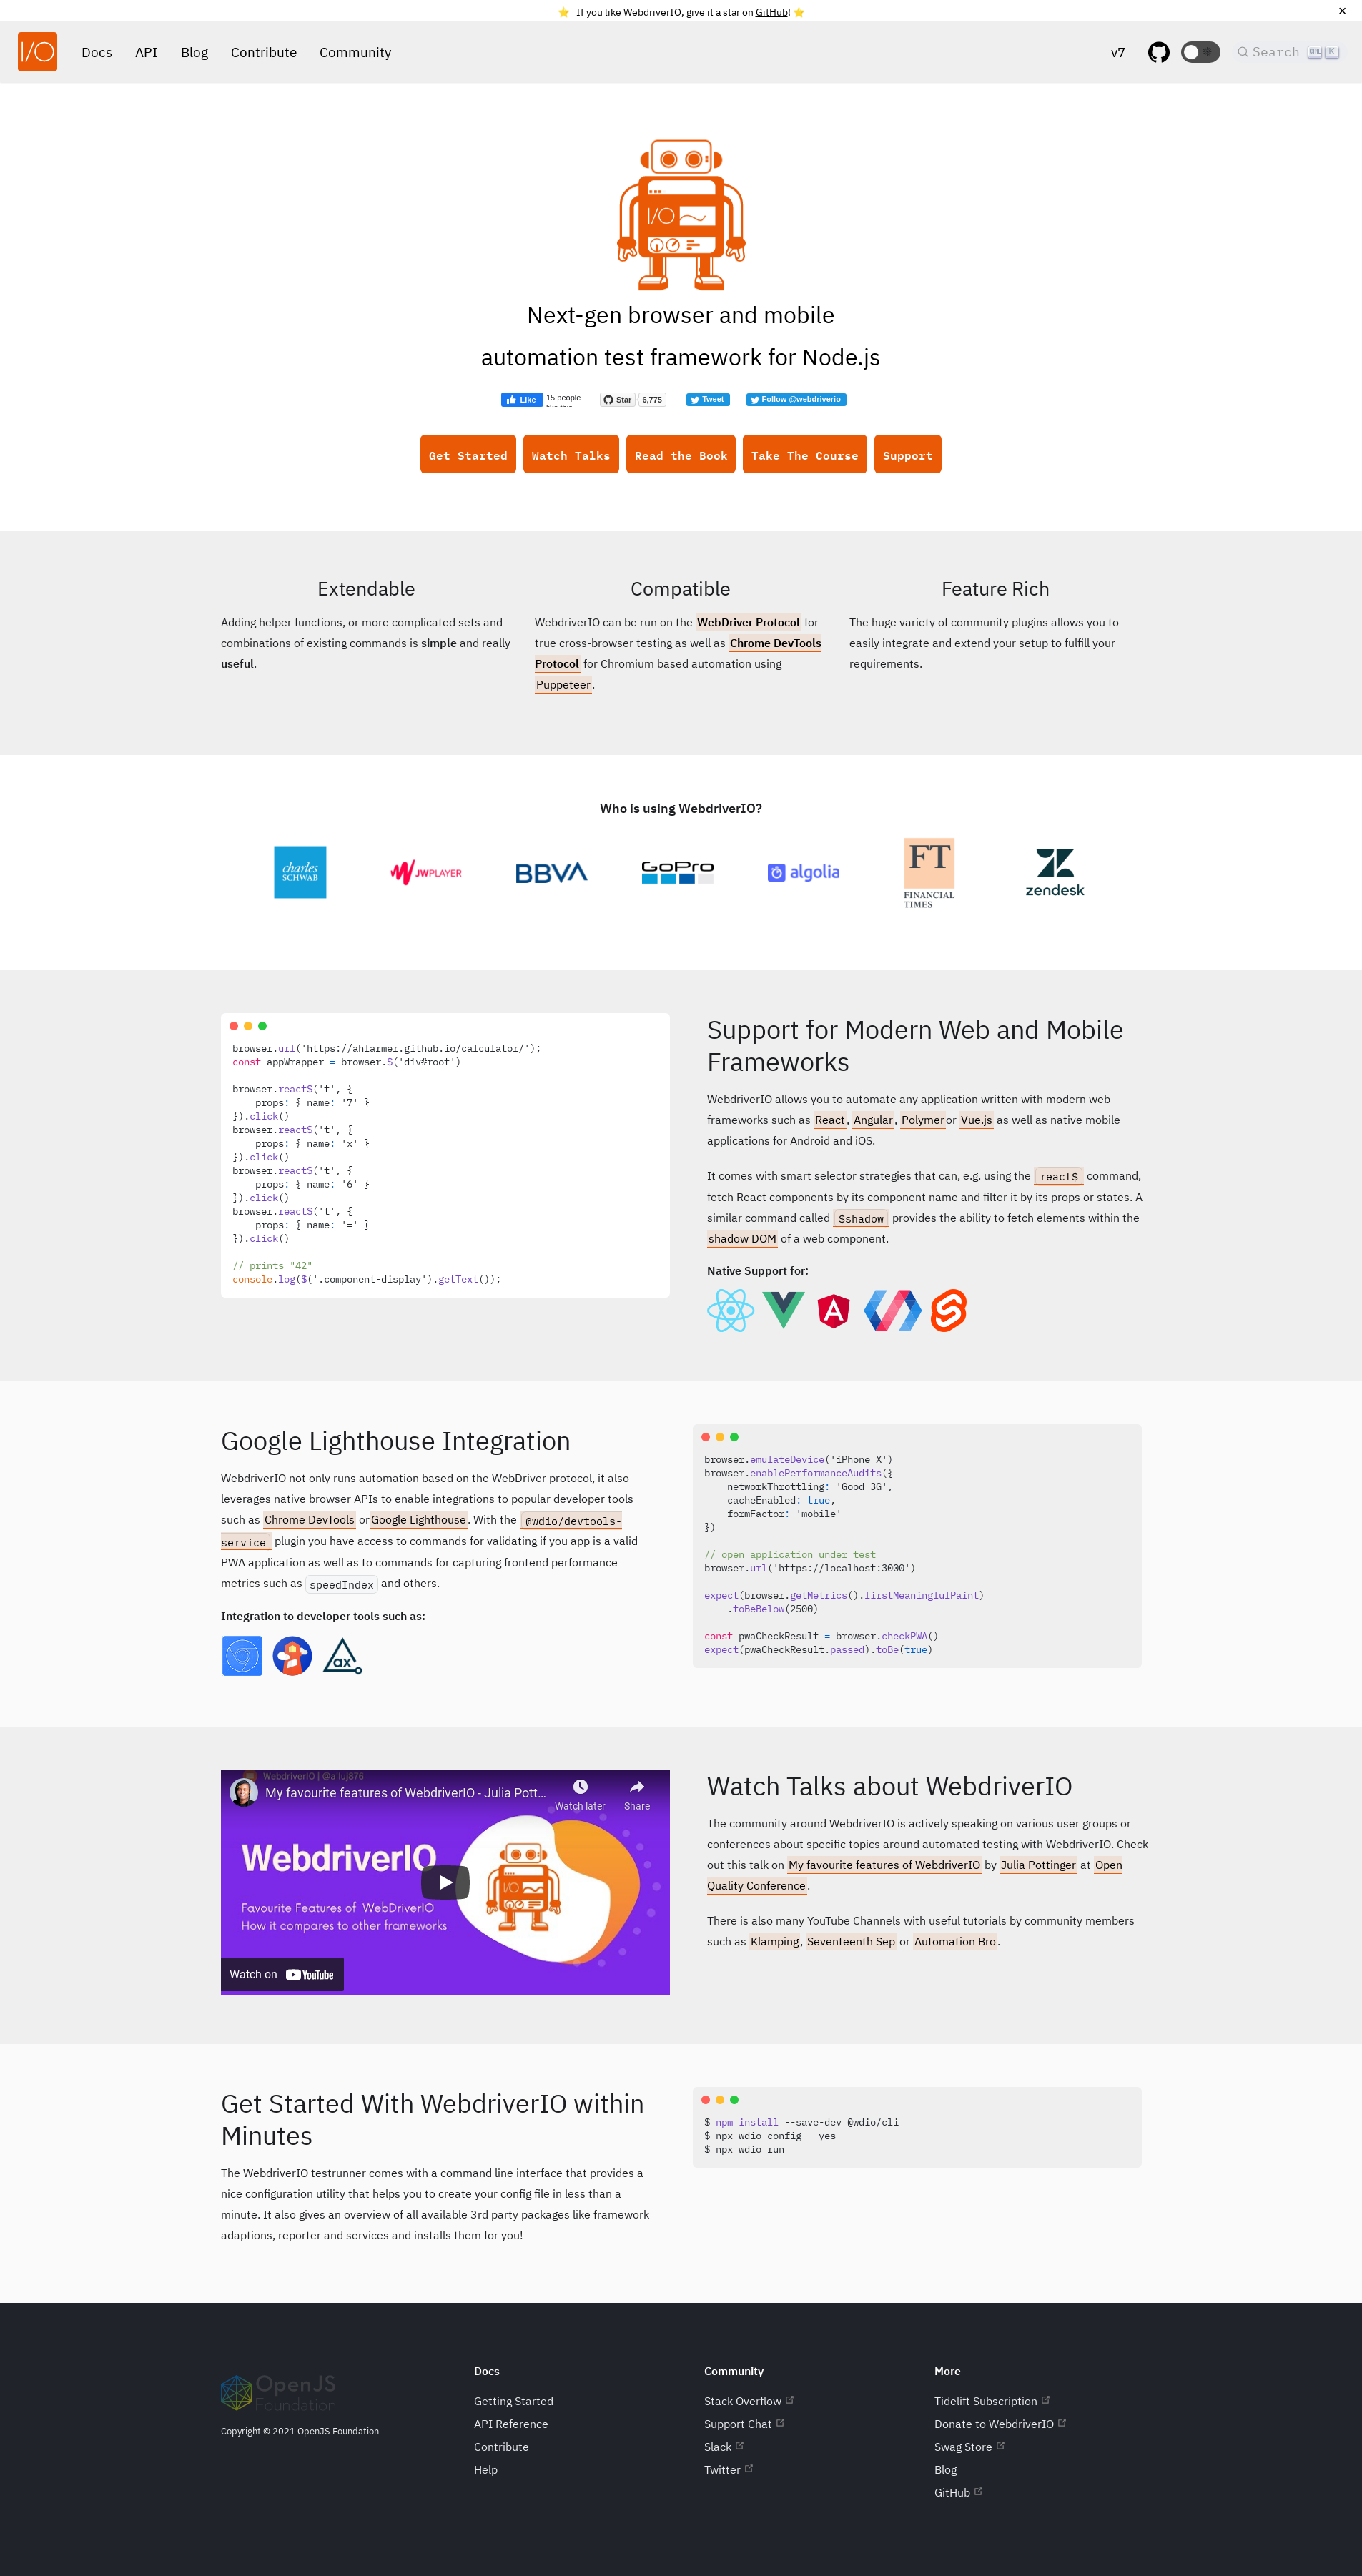 ⭐ If you like WebdriverIO, give it a star on GitHub! ⭐
×
I/O
Docs
API
Blog
Contribute
Community
v7
Search
CTRL
K
I/O
Next-gen browser and mobile
automation test framework for Node.js
Like
15 people
Star
6,775
Tweet
Follow @webdriverio
Get Started
Watch Talks
Read the Book
Take The Course
Support
Extendable
Adding helper functions, or more complicated sets and
combinations of existing commands is simple and really
useful.
Compatible
WebdriverIO can be run on the WebDriver Protocol for
true cross-browser testing as well as Chrome DevTools
Protocol for Chromium based automation using
Puppeteer.
Feature Rich
The huge variety of community plugins allows you to
easily integrate and extend your setup to fulfill your
requirements.
Who is using WebdriverIO?
charles
SCHWAB
JWPLAYER
BBVA
GoPro
algolia
FT
FINANCIAL
TIMES
zendesk
browser.url('https://ahfarmer.github.io/calculator/');
const appWrapper = browser.$('div#root')
browser.react$('t', {
props: { name: '7' }
}).click()
browser.react$('t', {
props: { name: 'x' }
}).click()
browser.react$('t', {
props: { name: '6' }
}).click()
browser.react$('t', {
props: { name: '=' }
}).click()
// prints "42"
console.log($('.component-display').getText());
Support for Modern Web and Mobile
Frameworks
WebdriverIO allows you to automate any application written with modern web
frameworks such as React, Angular, Polymeror Vue.js as well as native mobile
applications for Android and iOS.
It comes with smart selector strategies that can, e.g. using the react$ command,
fetch React components by its component name and filter it by its props or states. A
similar command called $shadow provides the ability to fetch elements within the
shadow DOM of a web component.
Native Support for:
A
Google Lighthouse Integration
WebdriverIO not only runs automation based on the WebDriver protocol, it also
leverages native browser APIs to enable integrations to popular developer tools
such as Chrome DevTools orGoogle Lighthouse. With the @wdio/devtools-
service plugin you have access to commands for validating if you app is a valid
PWA application as well as to commands for capturing frontend performance
metrics such as speedIndex and others.
Integration to developer tools such as:
ax
browser.emulateDevice('iPhone X')
browser.enablePerformanceAudits({
networkThrottling: 'Good 3G',
cacheEnabled: true,
formFactor: 'mobile'
})
// open application under test
browser.url('https://localhost:3000')
expect(browser.getMetrics().firstMeaningfulPaint)
.toBeBelow(2500)
const pwaCheckResult = browser.checkPWA()
expect(pwaCheckResult.passed).toBe(true)
WebdriverIO | @ailuj876
My favourite features of WebdriverIO - Julia Pott...
Watch later
Share
WebdriverIO
I/O
Favourite Features of WebDriverIO
How it compares to other frameworks
Watch on YouTube
Watch Talks about WebdriverIO
The community around WebdriverIO is actively speaking on various user groups or
conferences about specific topics around automated testing with WebdriverIO. Check
out this talk on My favourite features of WebdriverIO by Julia Pottinger at Open
Quality Conference.
There is also many YouTube Channels with useful tutorials by community members
such as Klamping, Seventeenth Sep or Automation Bro.
Get Started With WebdriverIO within
Minutes
The WebdriverIO testrunner comes with a command line interface that provides a
nice configuration utility that helps you to create your config file in less than a
minute. It also gives an overview of all available 3rd party packages like framework
adaptions, reporter and services and installs them for you!
$ npm install --save-dev @wdio/cli
$ npx wdio config --yes
$ npx wdio run
OpenJS
Foundation
Copyright © 2021 OpenJS Foundation
Docs
Getting Started
API Reference
Contribute
Help
Community
Stack Overflow
Support Chat
Slack
Twitter
More
Tidelift Subscription
Donate to WebdriverIO
Swag Store
Blog
GitHub